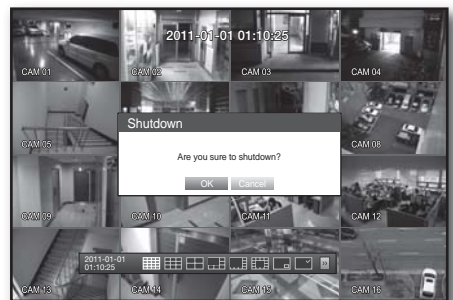 2011-01-01 01:10:25
CAM 01
CAM 02
CAM 03
CAM 04
Shutdown
CAM 05
CAM 08
Are you sure to shutdown?
OK
Cancel
CAM 09
CAM 10
CAM 11
CAM 12
2011-01-01
01:10:25
CAM 13
CAM 14
CAM 15
CAM 16